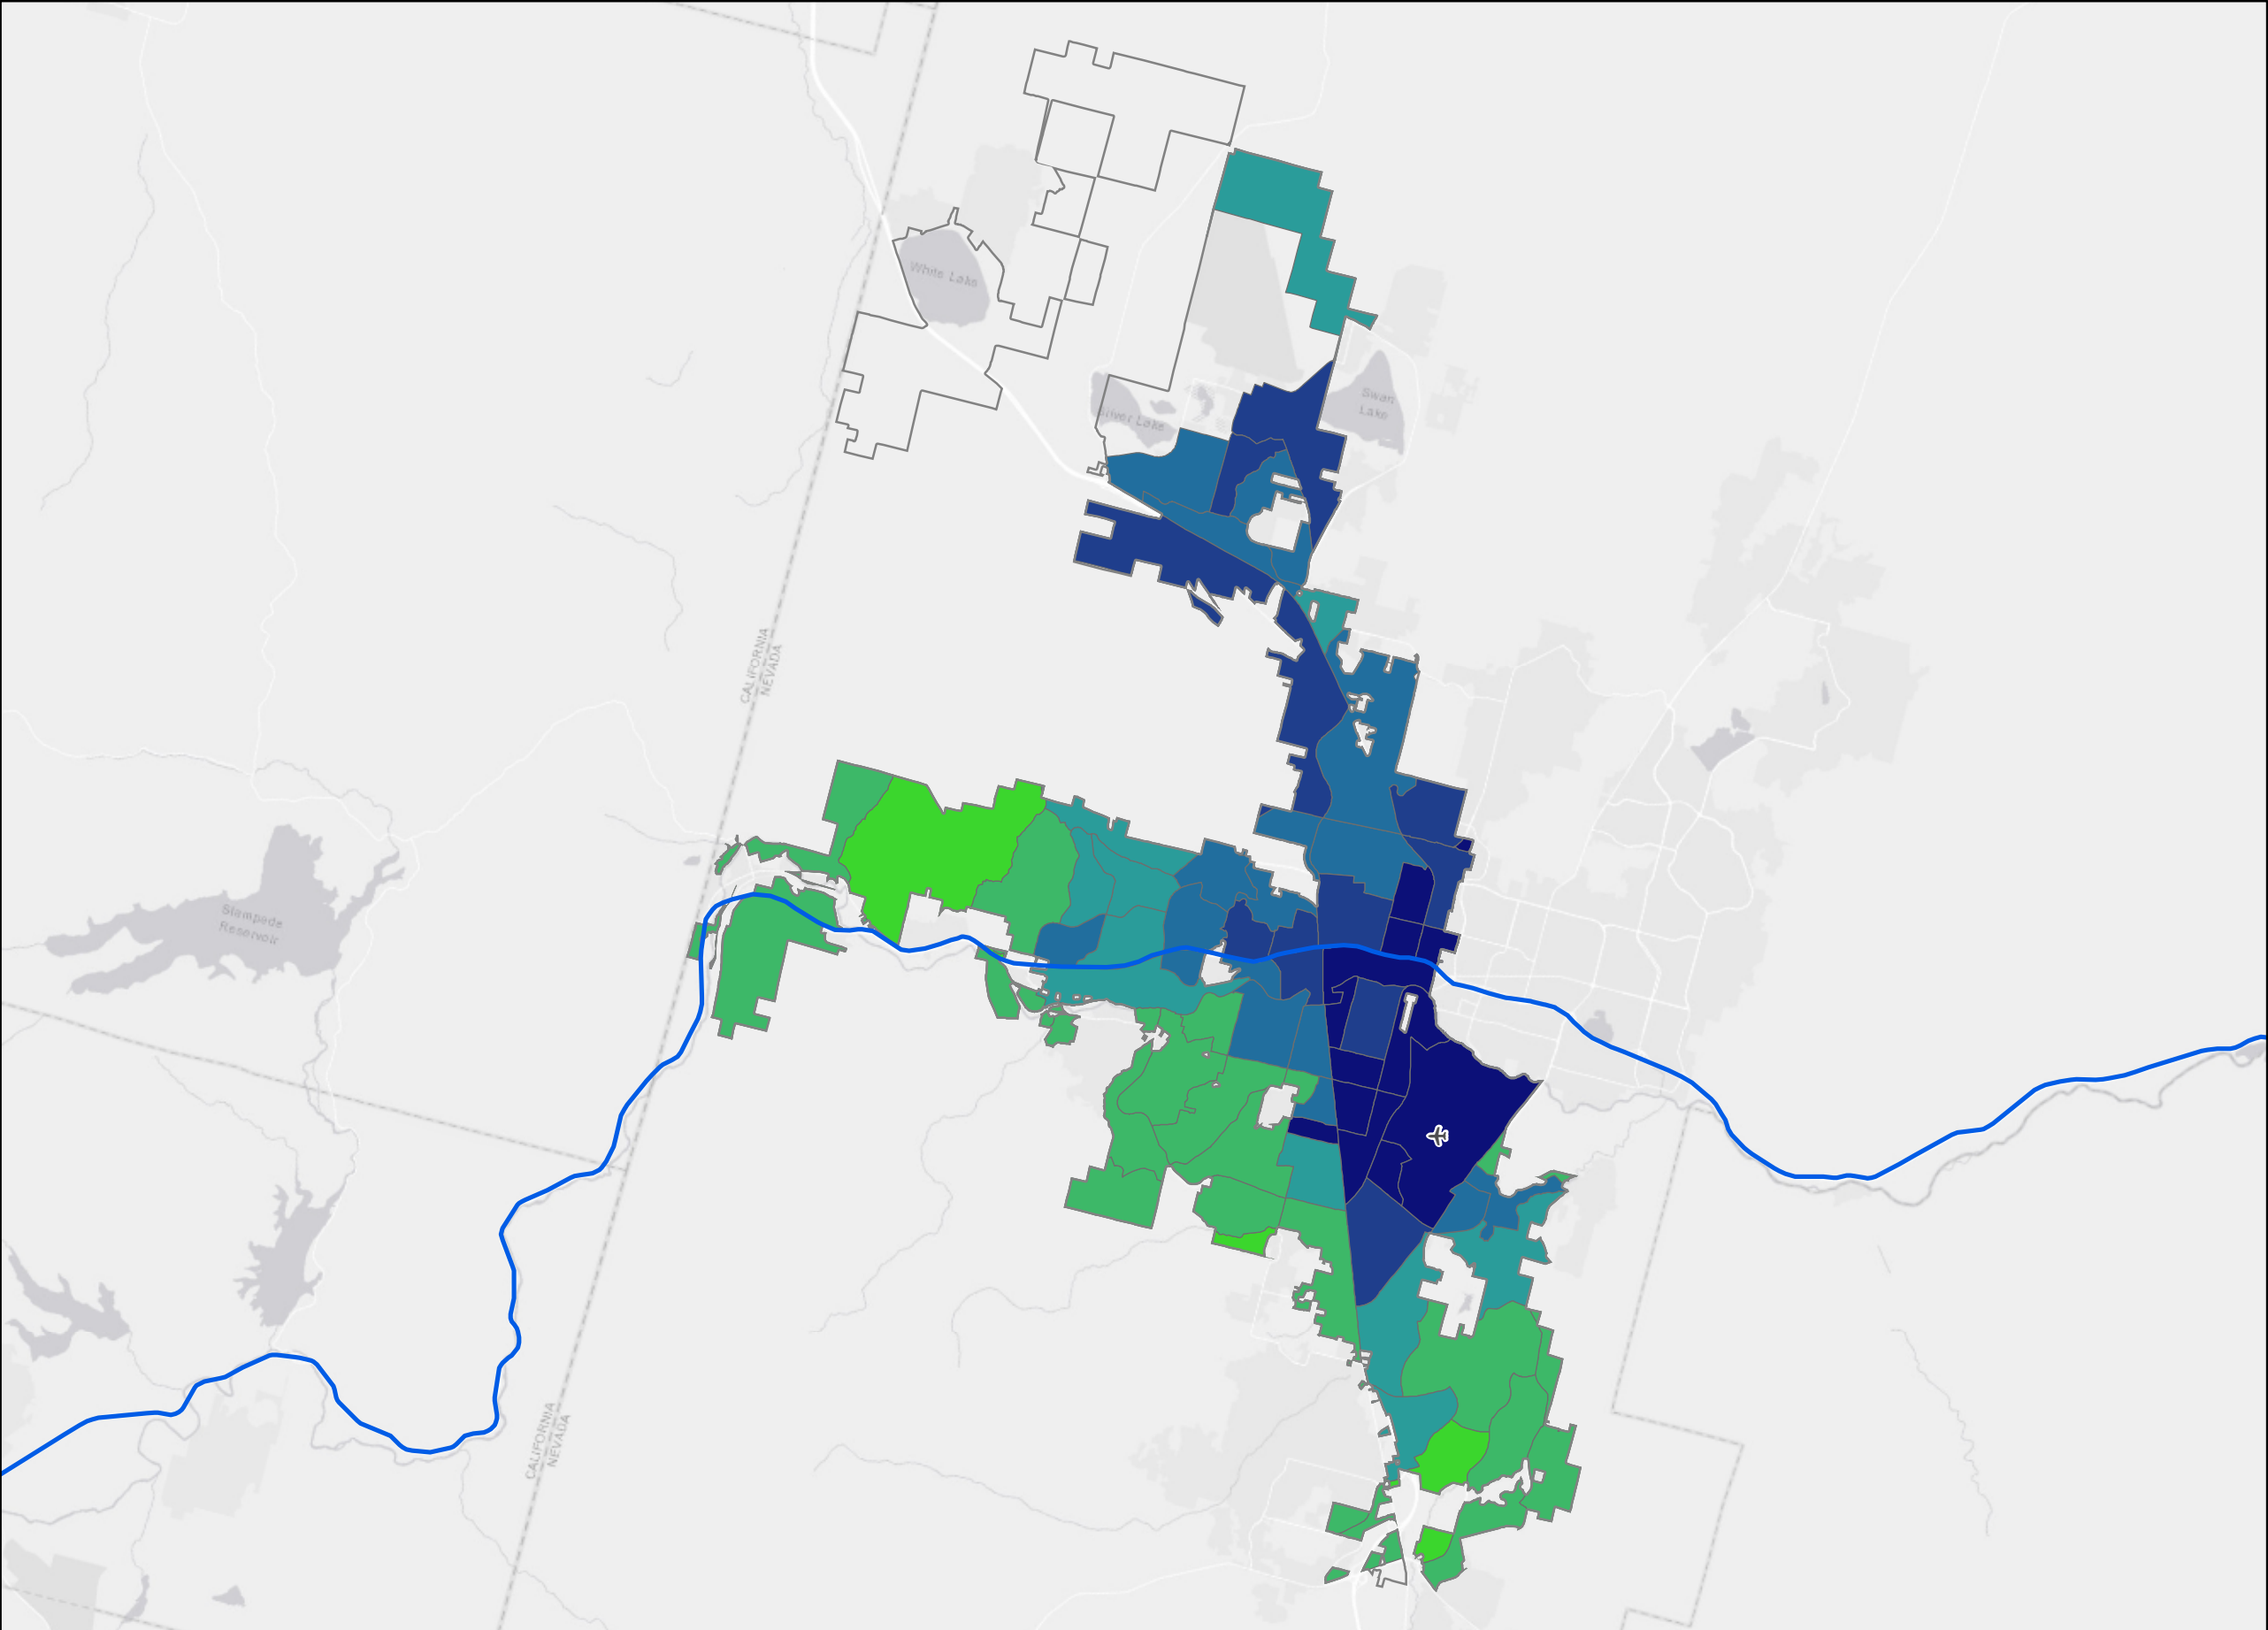 White Lake
Silver Lake
Swan
Lake
CALIFORNIA
NEVADA
Stampede
Reservoir
CALIFORNIA
NEVADA